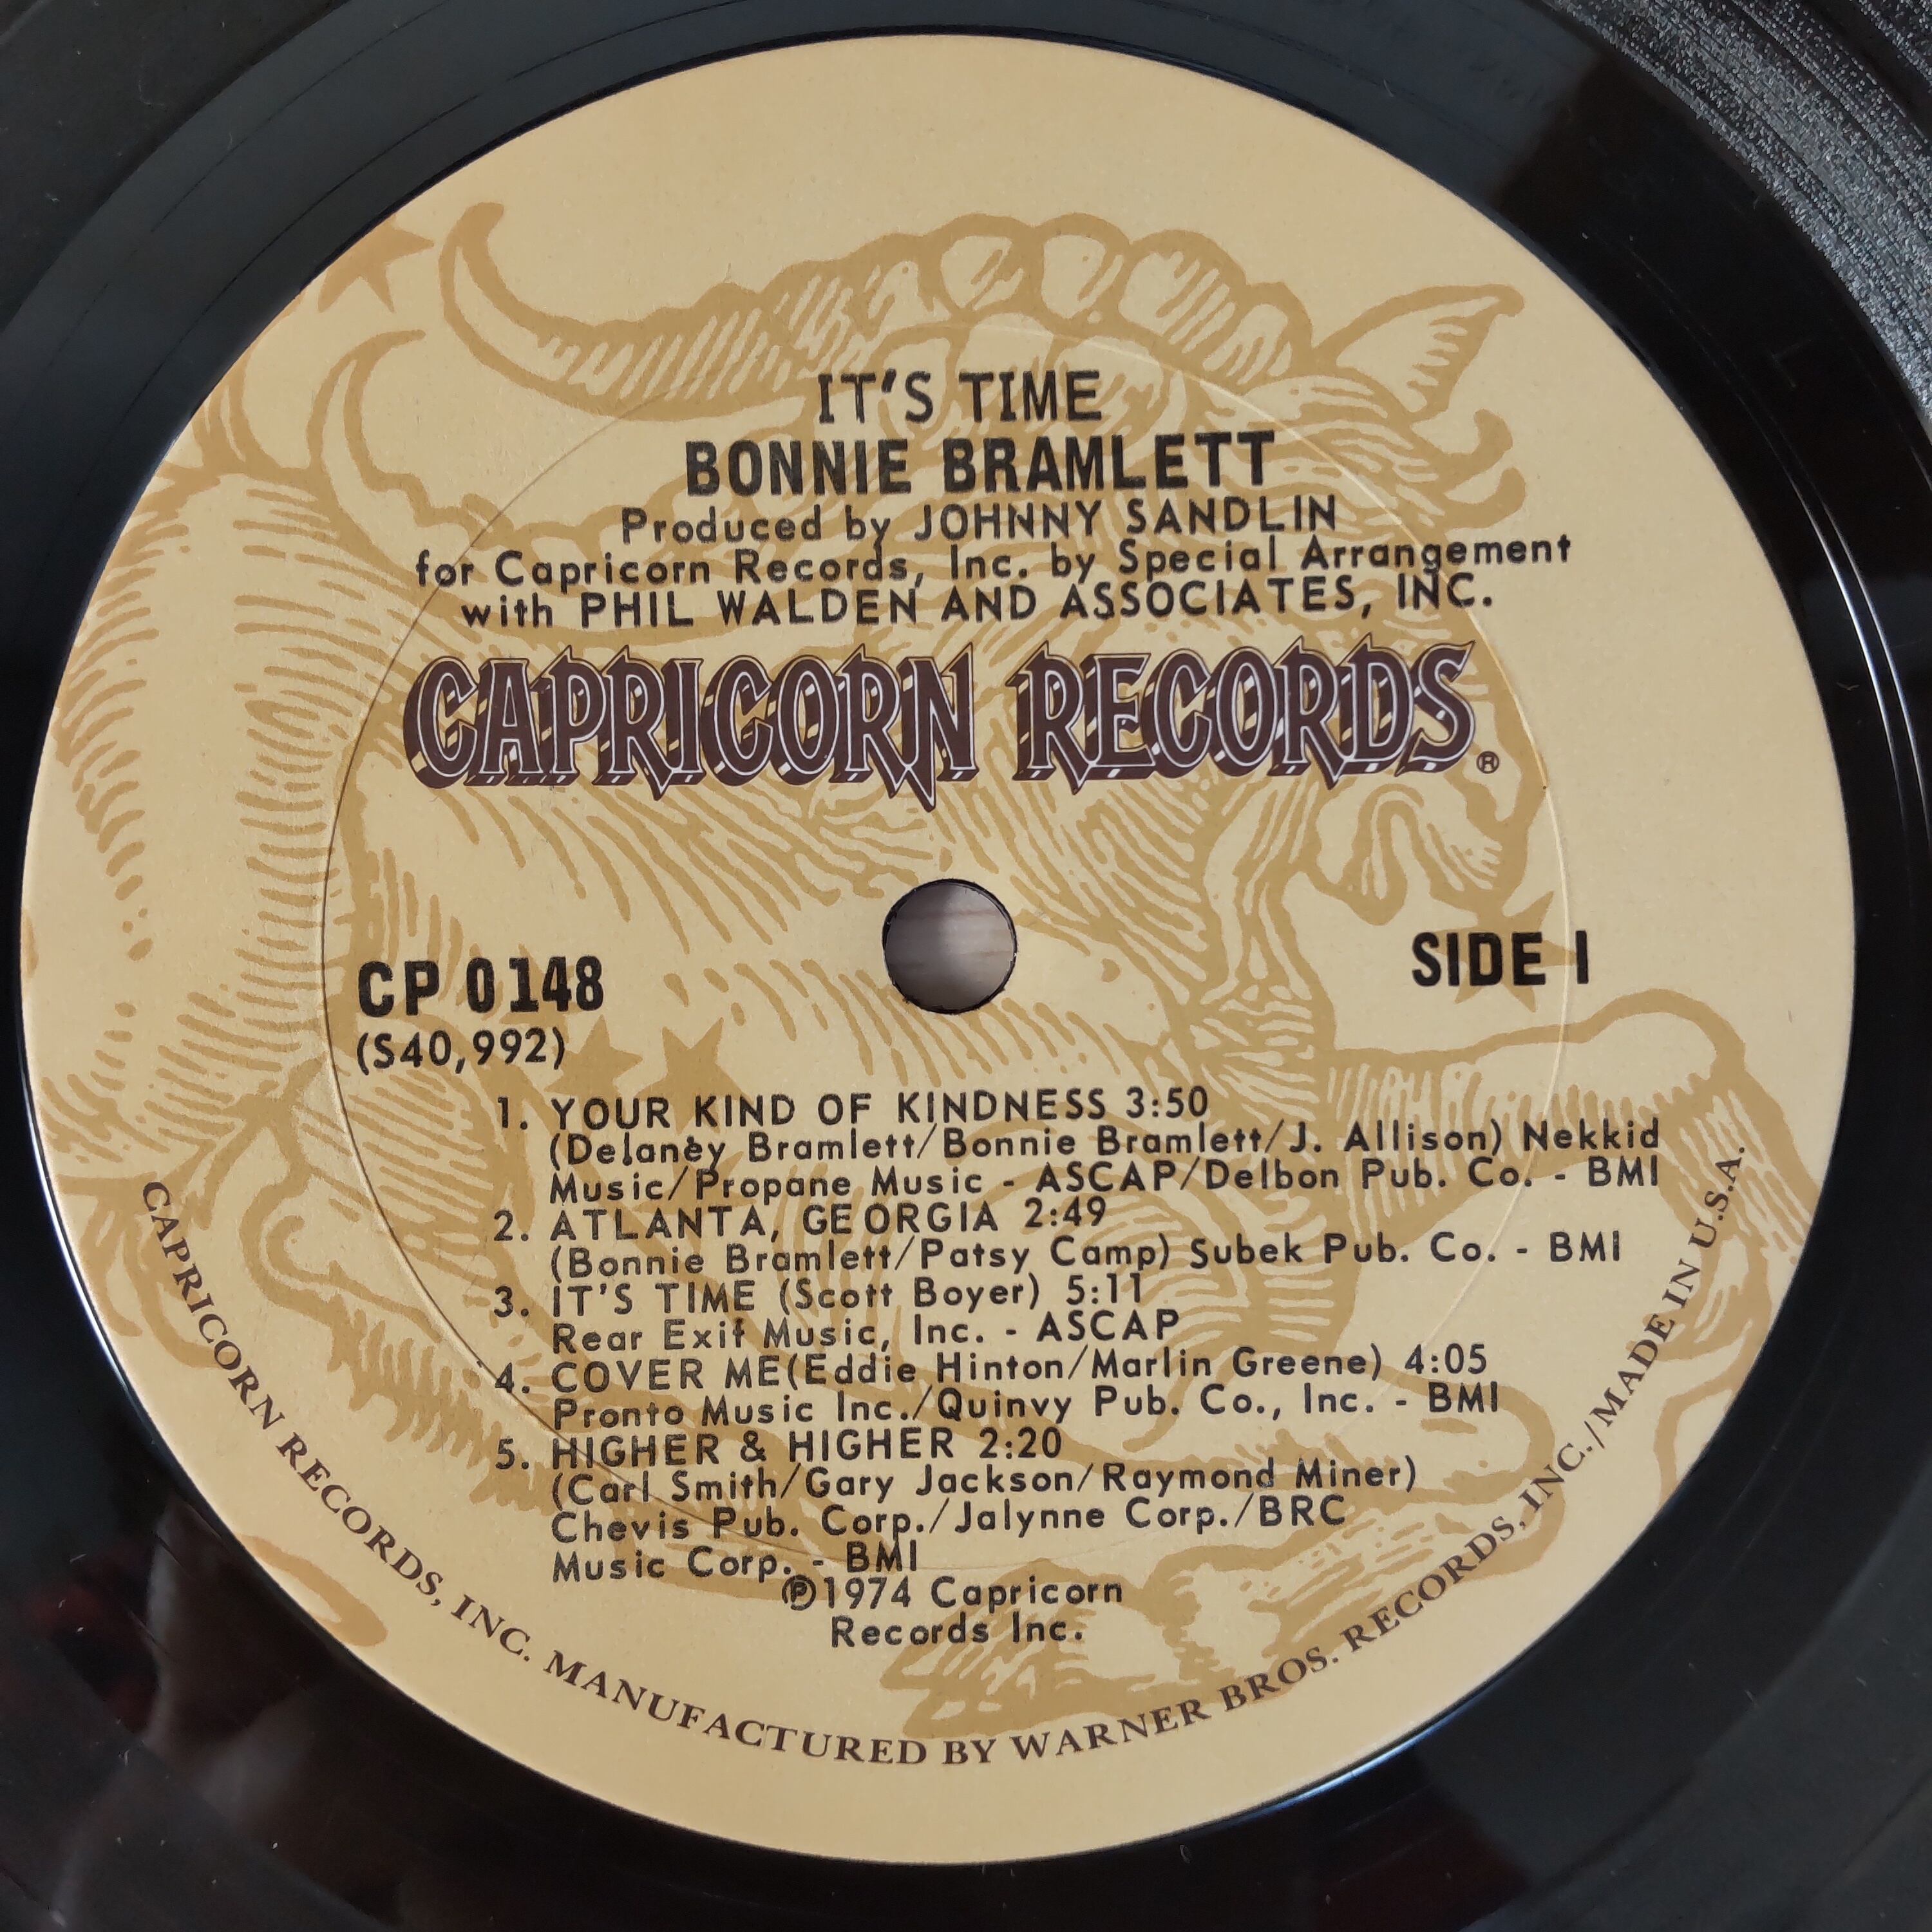 IT'S TIME
BONNIE BRAMLETT
Produced by JOHNNY SANDLIN
for Capricorn Records, Inc. by Special Arrangement
with PHIL WALDEN AND ASSOCIATES, INC.
CAPRICORN RECORDS®
CP 0148
(S40,992)
SIDE I
1. YOUR KIND OF KINDNESS 3:50
(Delaney Bramlett/Bonnie Bramlett/J. Allison) Nekkid
Music/Propane Music - ASCAP/Delbon Pub. Co. - BMI
2. ATLANTA, GEORGIA 2:49
(Bonnie Bramlett/Patsy Camp) Subek Pub. Co. - BMI
3. IT'S TIME (Scott Boyer) 5:11
Rear Exit Music, Inc. - ASCAP
4. COVER ME(Eddie Hinton/Marlin Greene) 4:05
Pronto Music Inc./Quinvy Pub. Co., Inc. - BMI
5. HIGHER & HIGHER 2:20
(Carl Smith/Gary Jackson/Raymond Miner)
Chevis Pub. Corp./Jalynne Corp./BRC
Music Corp. - BMI
℗1974 Capricorn
Records Inc.
CAPRICORN RECORDS, INC. MANUFACTURED BY WARNER BROS. RECORDS, INC./MADE IN U.S.A.